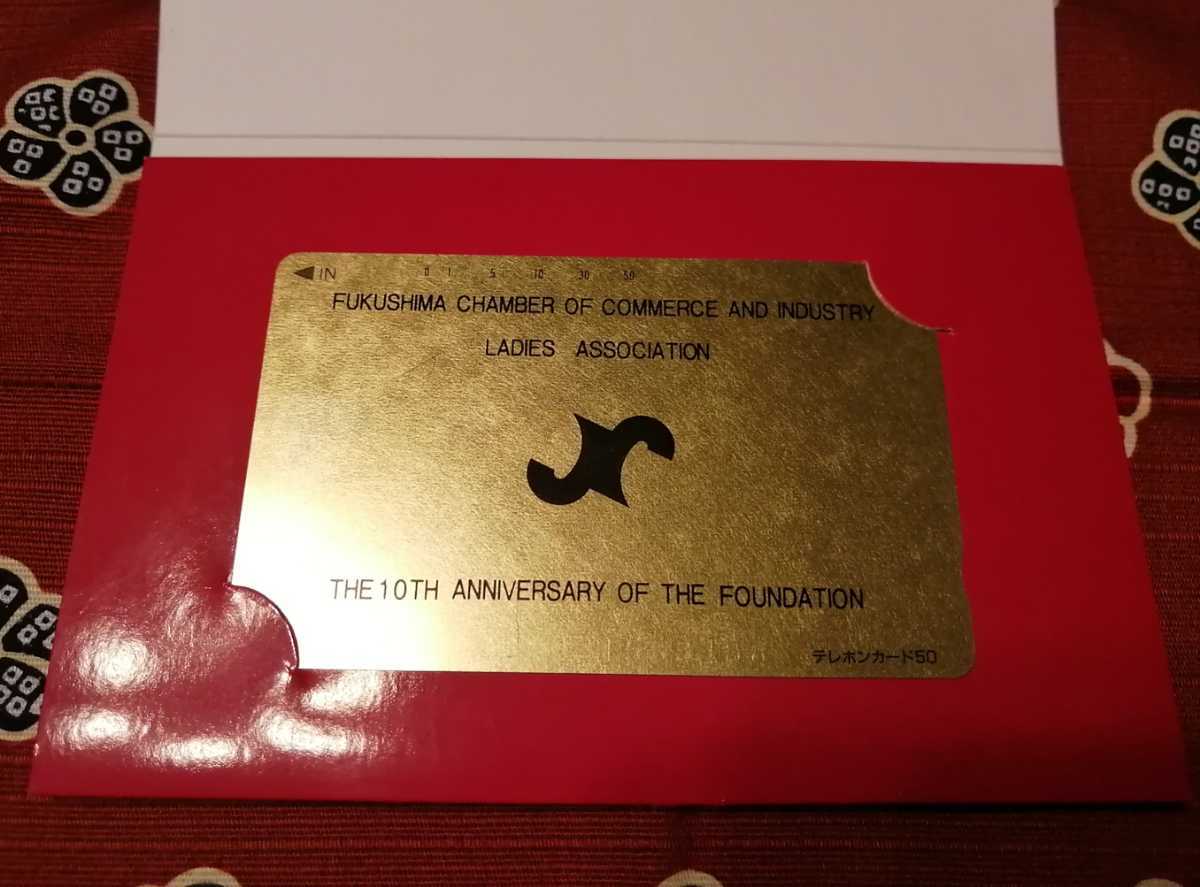 ◀IN 0 1 5 10 30 50
FUKUSHIMA CHAMBER OF COMMERCE AND INDUSTRY
LADIES ASSOCIATION
THE 10TH ANNIVERSARY OF THE FOUNDATION
テレホンカード50